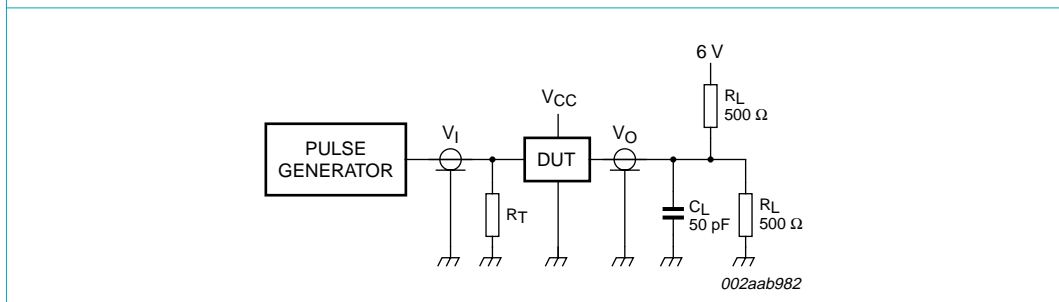 6 V
RL
500 Ω
VCC
VI
VO
PULSE
GENERATOR
DUT
RT
CL
50 pF
RL
500 Ω
002aab982